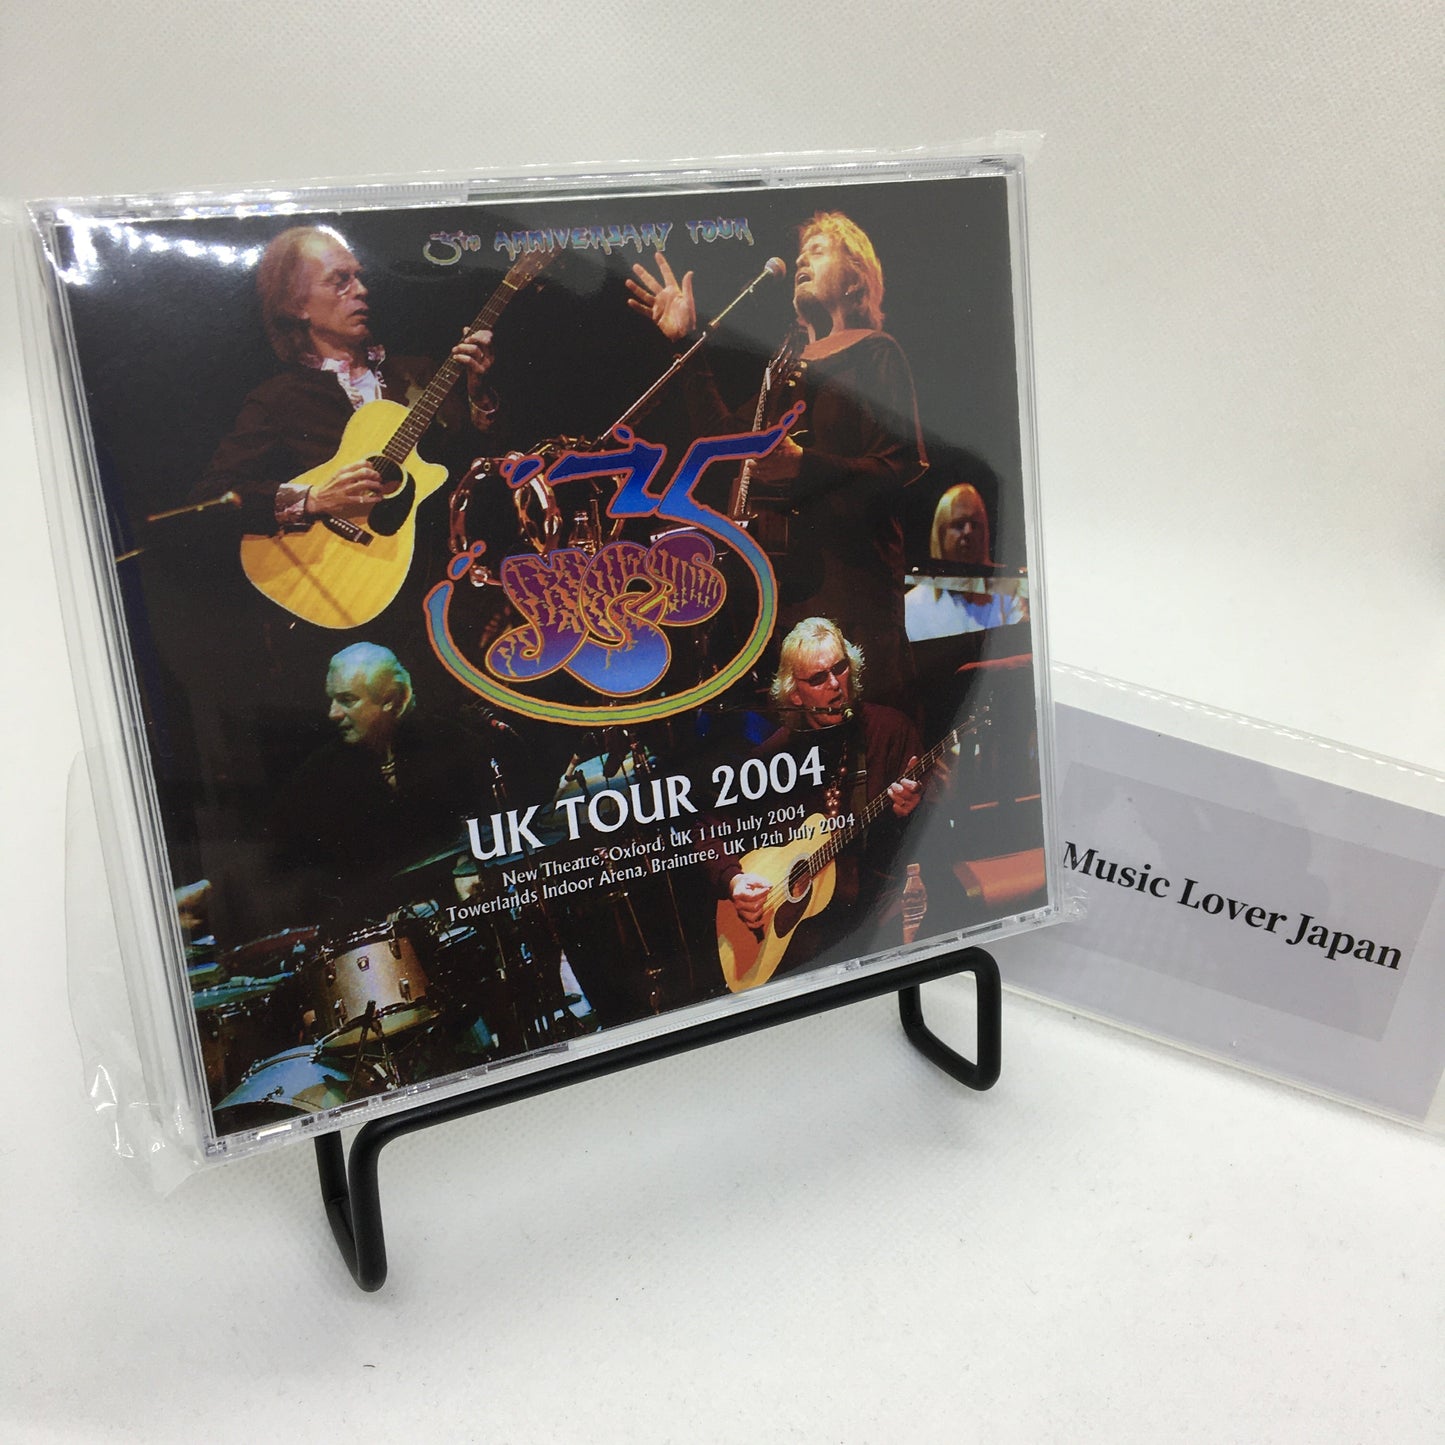 35th ANNIVERSARY TOUR
35
Yes
UK TOUR 2004
New Theatre, Oxford, UK 11th July 2004
Towerlands Indoor Arena, Braintree, UK 12th July 2004
Music Lover Japan